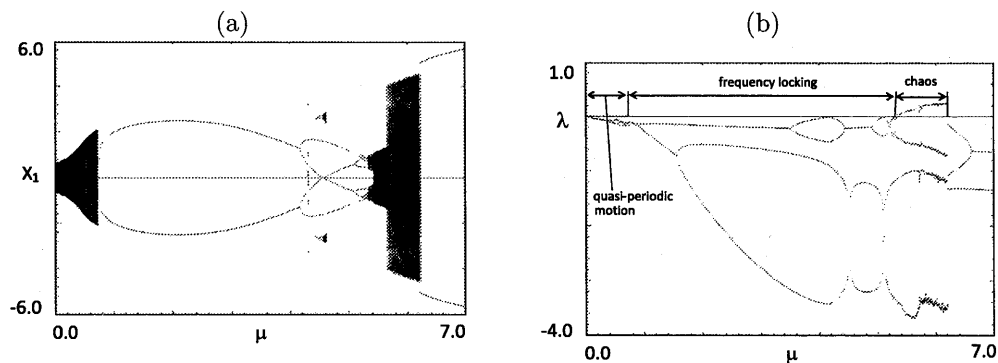 (a)
6.0
X1
-6.0
0.0
μ
7.0
(b)
1.0
frequency locking
chaos
λ
quasi-periodic
motion
-4.0
0.0
μ
7.0